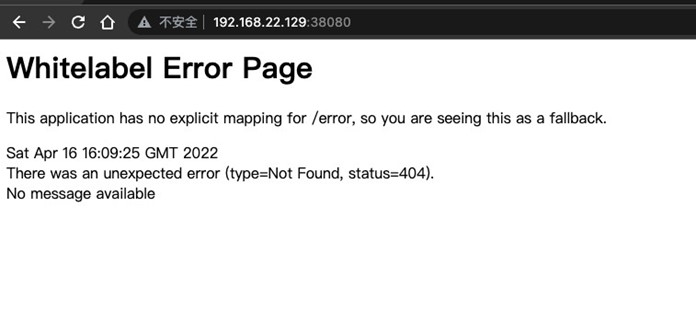 不安全 192.168.22.129:38080
Whitelabel Error Page
This application has no explicit mapping for /error, so you are seeing this as a fallback.
Sat Apr 16 16:09:25 GMT 2022
There was an unexpected error (type=Not Found, status=404).
No message available